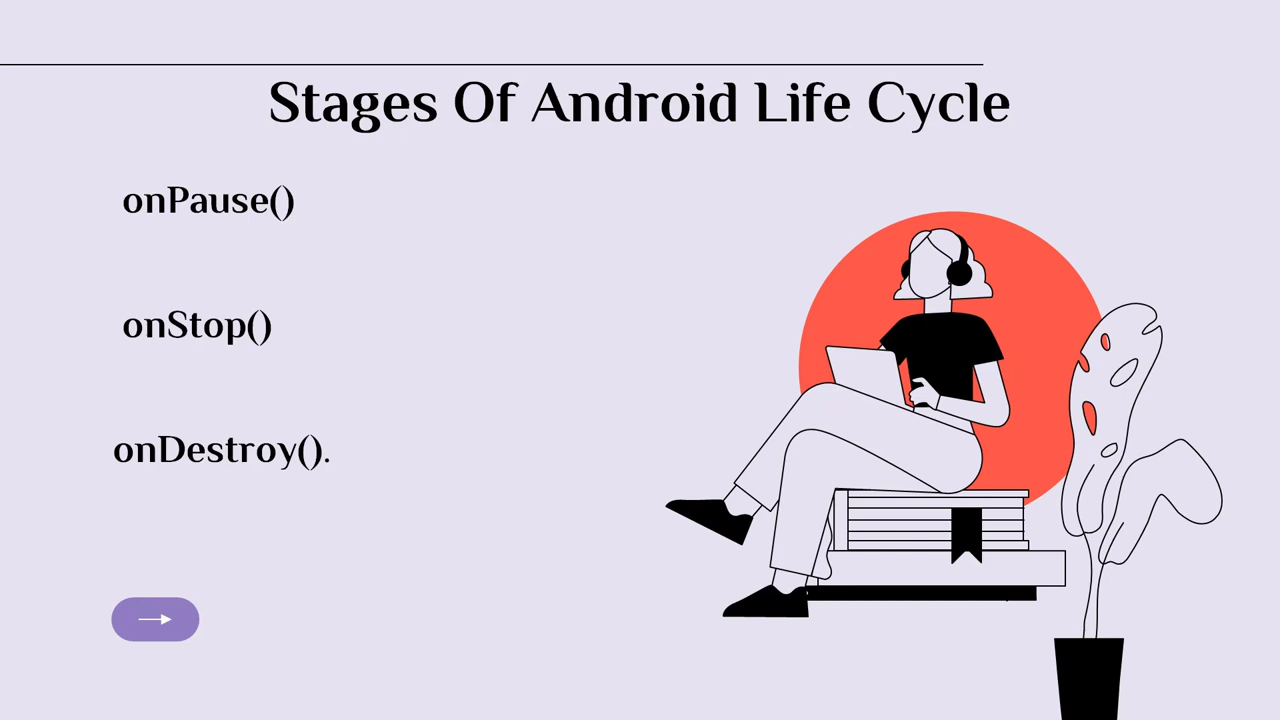 Stages Of Android Life Cycle
onPause()
onStop()
onDestroy().